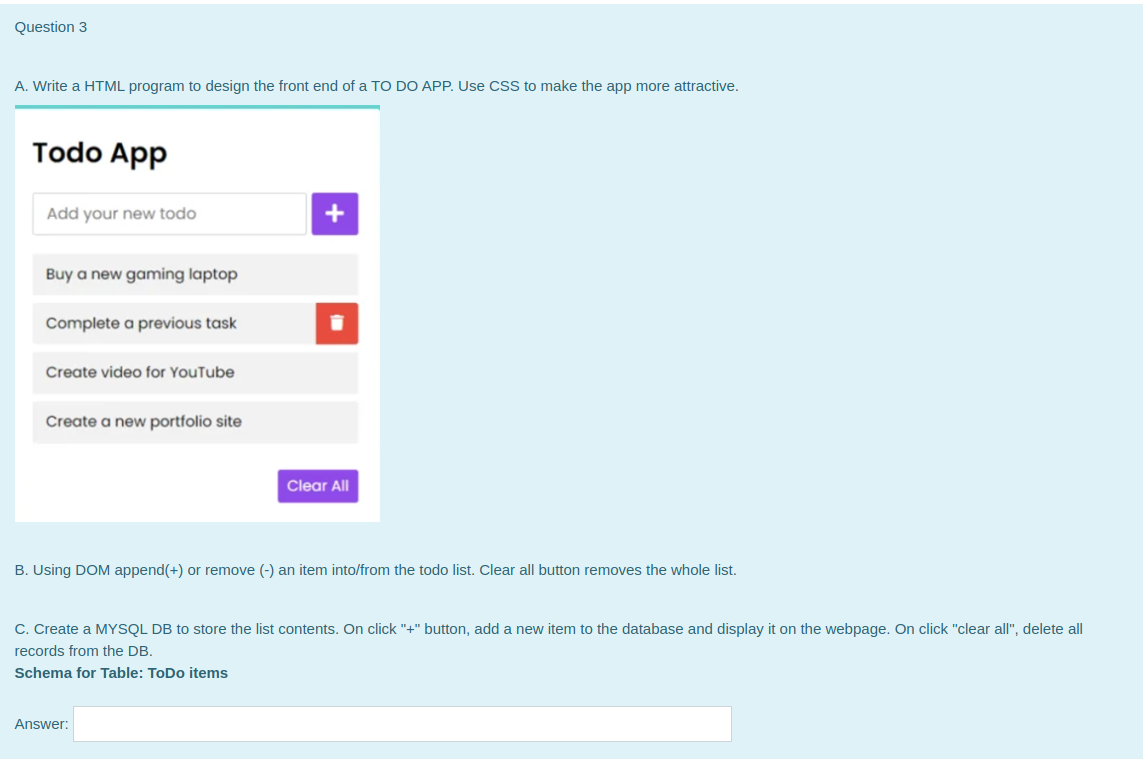 Question 3
A. Write a HTML program to design the front end of a TO DO APP. Use CSS to make the app more attractive.
Todo App
Add your new todo
+
Buy a new gaming laptop
Complete a previous task
Create video for YouTube
Create a new portfolio site
Clear All
B. Using DOM append(+) or remove (-) an item into/from the todo list. Clear all button removes the whole list.
C. Create a MYSQL DB to store the list contents. On click "+" button, add a new item to the database and display it on the webpage. On click "clear all", delete all
records from the DB.
Schema for Table: ToDo items
Answer: